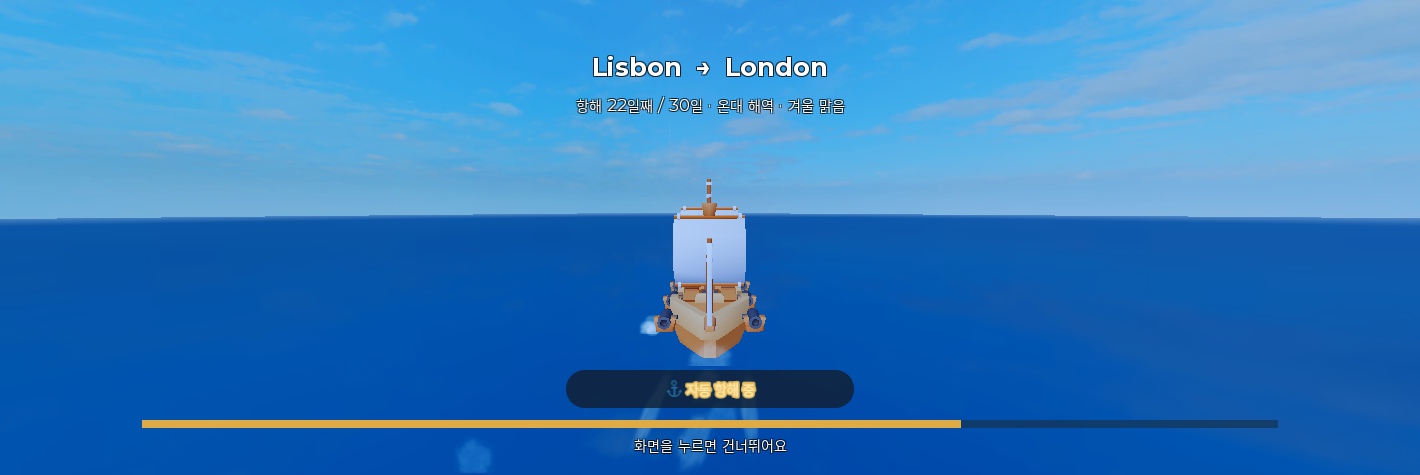 Lisbon → London
항해 22일째 / 30일 · 온대 해역 · 겨울 맑음
⚓ 자동 항해 중
화면을 누르면 건너뛰어요